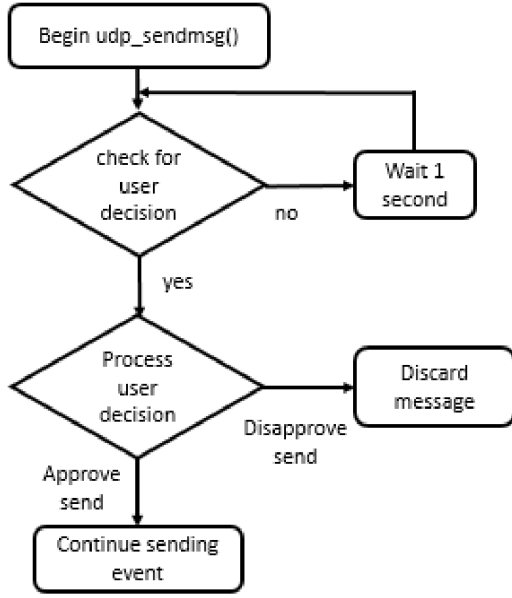 Begin udp_sendmsg()
check for
user
decision
Wait 1
second
no
yes
Process
user
decision
Discard
message
Disapprove
send
Approve
send
Continue sending
event